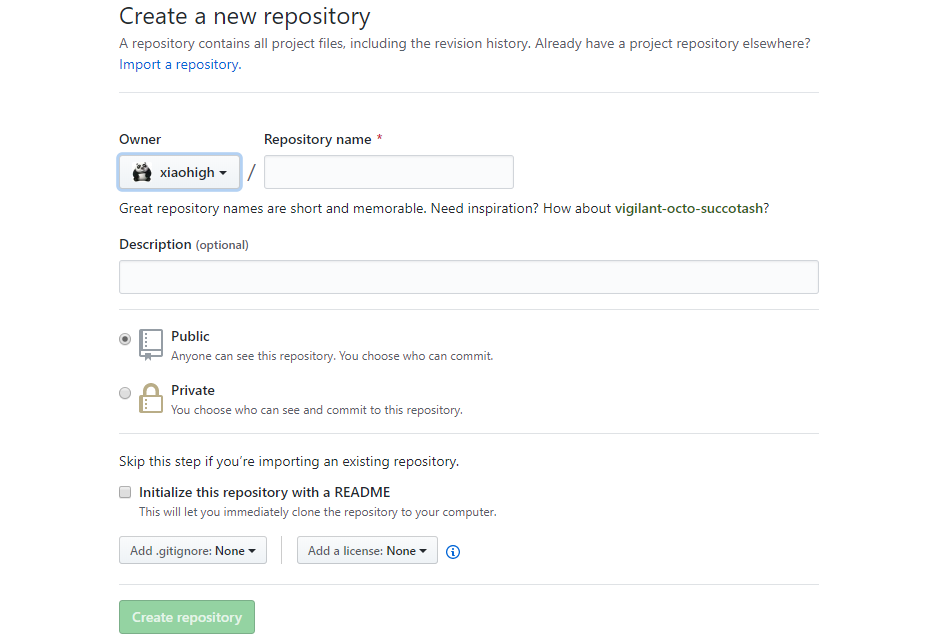 Create a new repository
A repository contains all project files, including the revision history. Already have a project repository elsewhere?
Import a repository.
Owner
Repository name *
xiaohigh
/
Great repository names are short and memorable. Need inspiration? How about vigilant-octo-succotash?
Description (optional)
Public
Anyone can see this repository. You choose who can commit.
Private
You choose who can see and commit to this repository.
Skip this step if you’re importing an existing repository.
Initialize this repository with a README
This will let you immediately clone the repository to your computer.
Add .gitignore: None
Add a license: None
Create repository